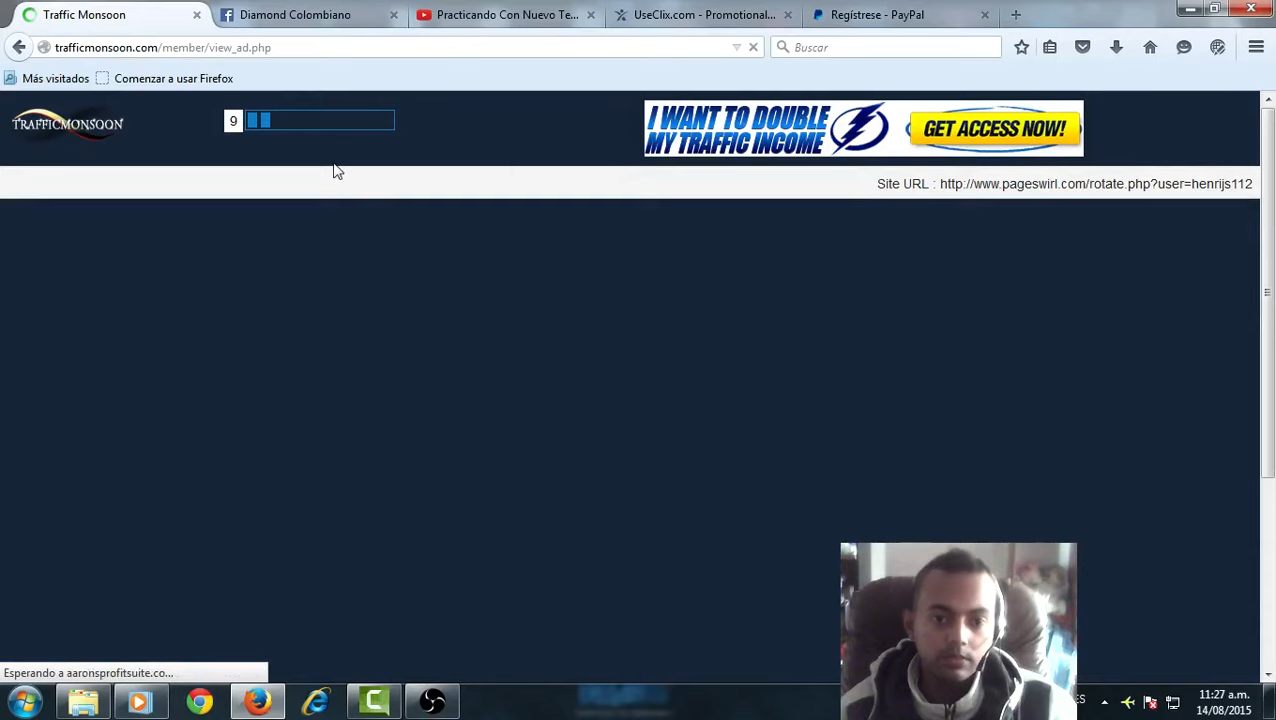 Traffic Monsoon
Diamond Colombiano
Practicando Con Nuevo Te...
UseClix.com - Promotional...
Regístrese - PayPal
trafficmonsoon.com/member/view_ad.php
Buscar
Más visitados
Comenzar a usar Firefox
TRAFFICMONSOON
9
I WANT TO DOUBLE
MY TRAFFIC INCOME
GET ACCESS NOW!
Site URL : http://www.pageswirl.com/rotate.php?user=henrijs112
Esperando a aaronsprofitsuite.co...
ES
11:27 a.m.
14/08/2015